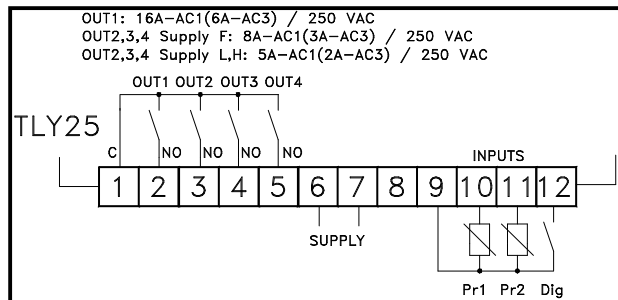 OUT1: 16A-AC1(6A-AC3) / 250 VAC
OUT2,3,4 Supply F: 8A-AC1(3A-AC3) / 250 VAC
OUT2,3,4 Supply L,H: 5A-AC1(2A-AC3) / 250 VAC
OUT1 OUT2 OUT3 OUT4
TLY25
C NO NO NO NO INPUTS
1 2 3 4 5 6 7 8 9 10 11 12
SUPPLY
Pr1 Pr2 Dig